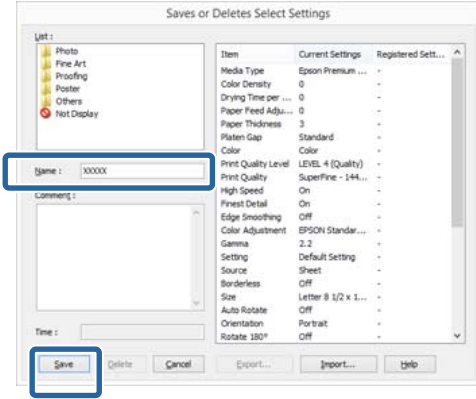 Saves or Deletes Select Settings
List :
Photo
Fine Art
Proofing
Poster
Others
Not Display
Name : XXXXX
Comment :
Time :
Item Current Settings Registered Sett...
Media Type Epson Premium ... -
Color Density 0 -
Drying Time per ... 0 -
Paper Feed Adju... 0 -
Paper Thickness 3 -
Platen Gap Standard -
Color Color -
Print Quality Level LEVEL 4 (Quality) -
Print Quality SuperFine - 144... -
High Speed On -
Finest Detail On -
Edge Smoothing Off -
Color Adjustment EPSON Standar... -
Gamma 2.2 -
Setting Default Setting -
Source Sheet -
Borderless Off -
Size Letter 8 1/2 x 1... -
Auto Rotate Off -
Orientation Portrait -
Rotate 180° Off -
Save Delete Cancel Export... Import... Help